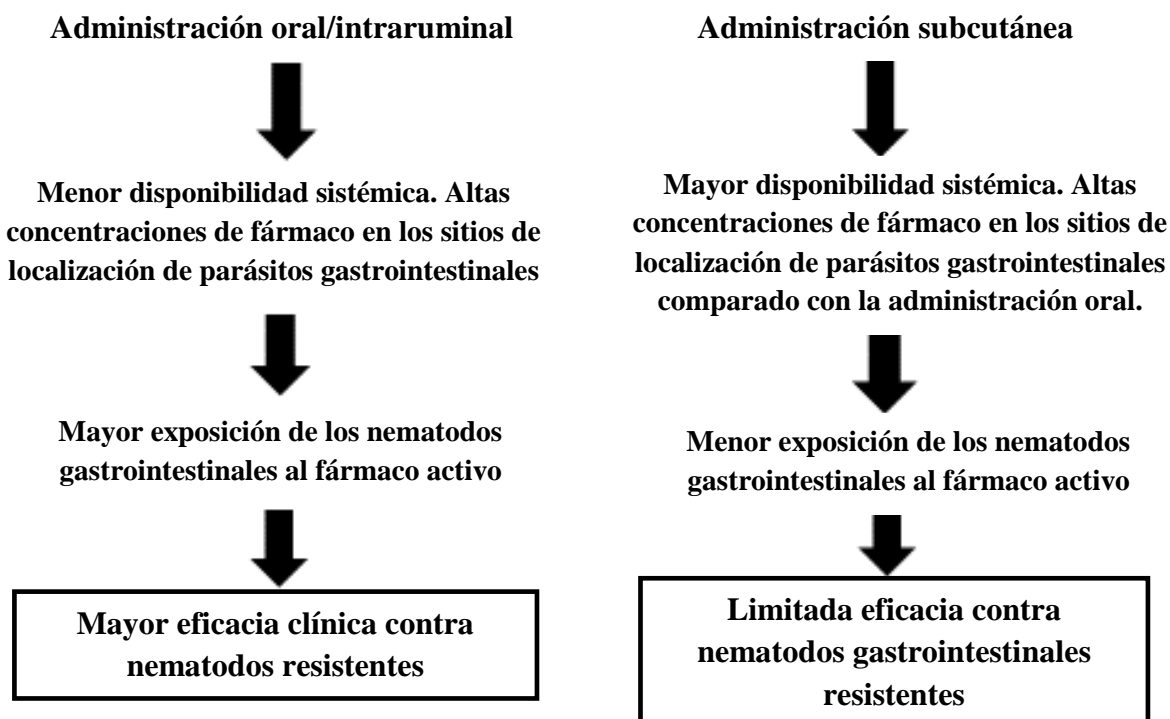 Administración oral/intraruminal
Menor disponibilidad sistémica. Altas
concentraciones de fármaco en los sitios de
localización de parásitos gastrointestinales
Mayor exposición de los nematodos
gastrointestinales al fármaco activo
Mayor eficacia clínica contra
nematodos resistentes
Administración subcutánea
Mayor disponibilidad sistémica. Altas
concentraciones de fármaco en los sitios de
localización de parásitos gastrointestinales
comparado con la administración oral.
Menor exposición de los nematodos
gastrointestinales al fármaco activo
Limitada eficacia contra
nematodos gastrointestinales
resistentes